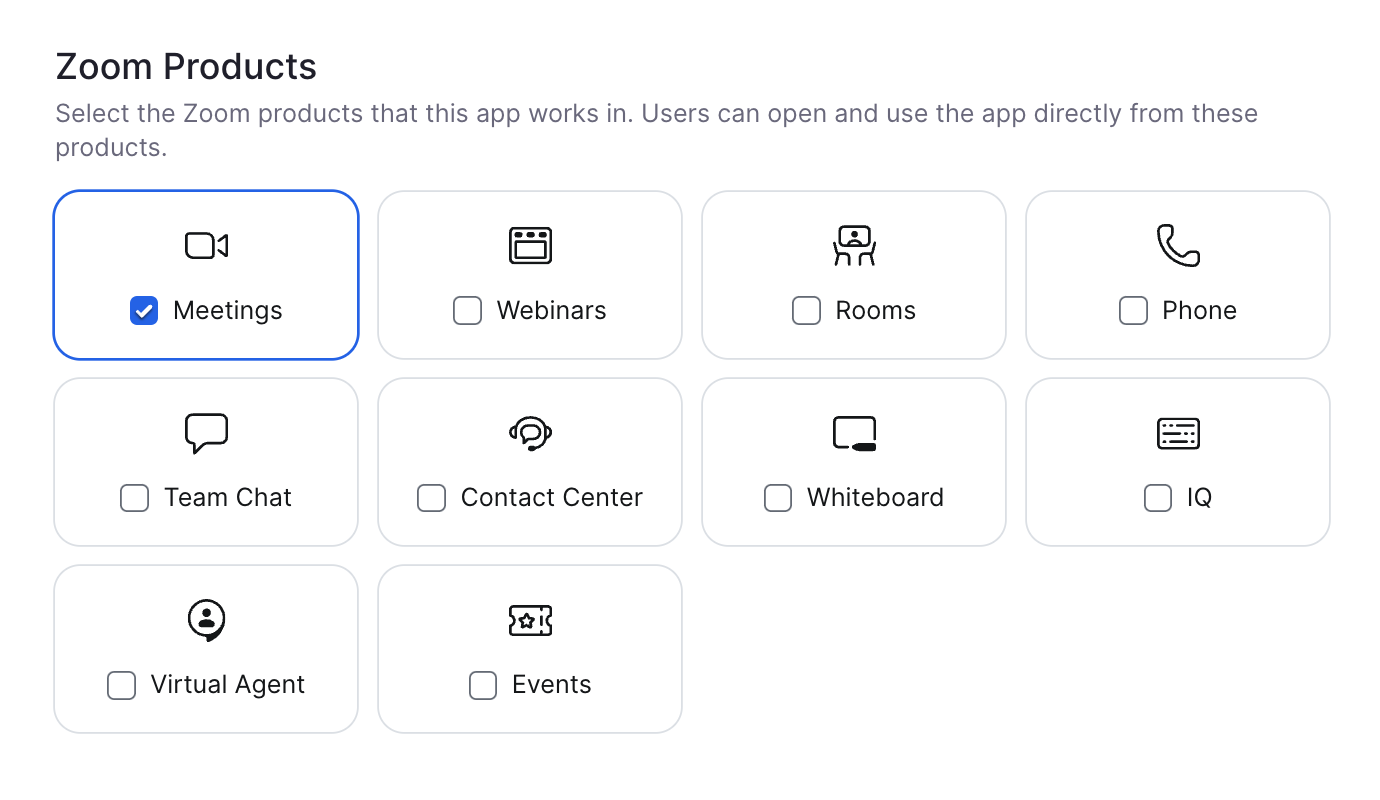 Zoom Products
Select the Zoom products that this app works in. Users can open and use the app directly from these
products.
Meetings
Webinars
Rooms
Phone
Team Chat
Contact Center
Whiteboard
IQ
Virtual Agent
Events